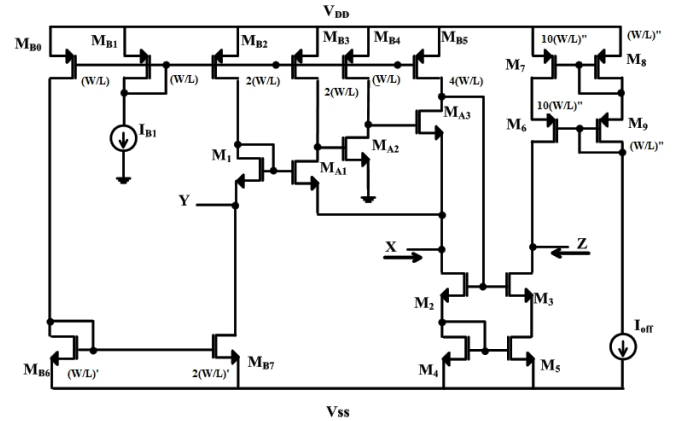 VDD
MB0
MB1
MB2
MB3
MB4
MB5
10(W/L)"
(W/L)"
M7
M8
(W/L)
(W/L)
2(W/L)
2(W/L)
(W/L)
4(W/L)
10(W/L)"
IB1
MA3
M6
M9
(W/L)"
M1
MA1
MA2
Y
X
Z
M2
M3
Ioff
MB6
(W/L)'
2(W/L)'
MB7
M4
M5
VSS